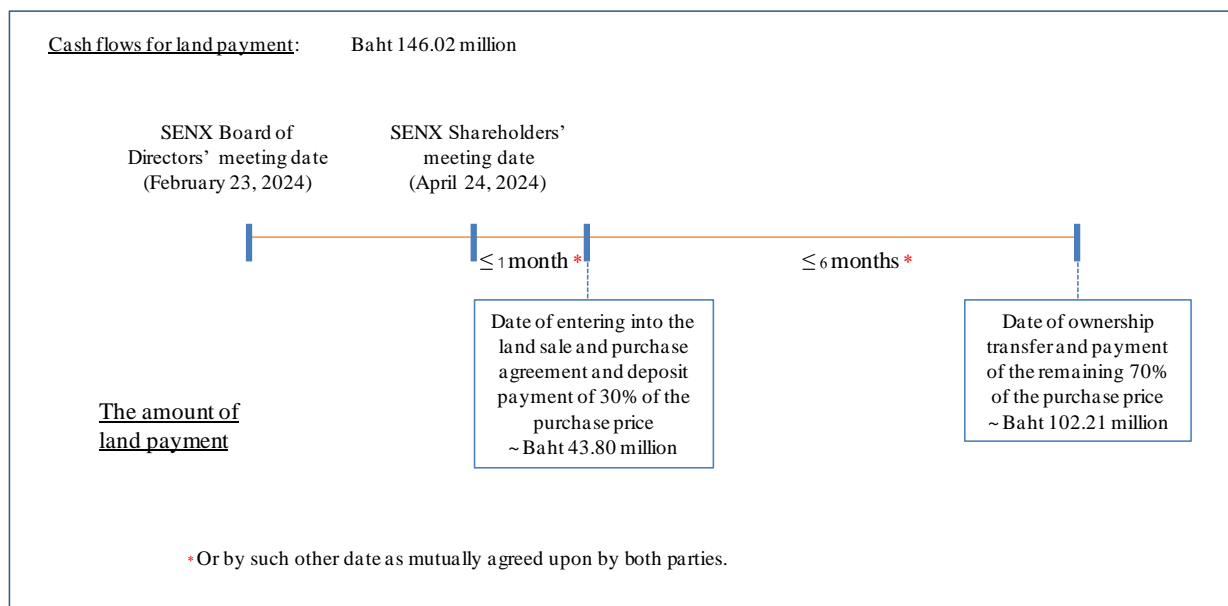 Cash flows for land payment: Baht 146.02 million
SENX Board of
Directors’ meeting date
(February 23, 2024)
SENX Shareholders’
meeting date
(April 24, 2024)
≤ 1 month *
≤ 6 months *
Date of entering into the
land sale and purchase
agreement and deposit
payment of 30% of the
purchase price
~ Baht 43.80 million
Date of ownership
transfer and payment
of the remaining 70%
of the purchase price
~ Baht 102.21 million
The amount of
land payment
* Or by such other date as mutually agreed upon by both parties.